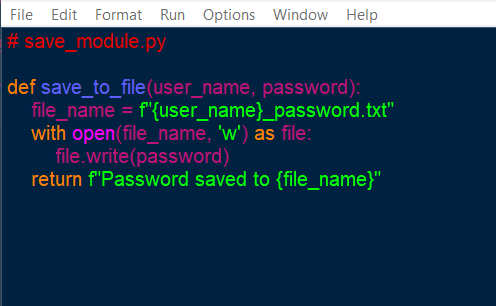 File Edit Format Run Options Window Help
# save_module.py
def save_to_file(user_name, password):
    file_name = f"{user_name}_password.txt"
    with open(file_name, 'w') as file:
        file.write(password)
    return f"Password saved to {file_name}"